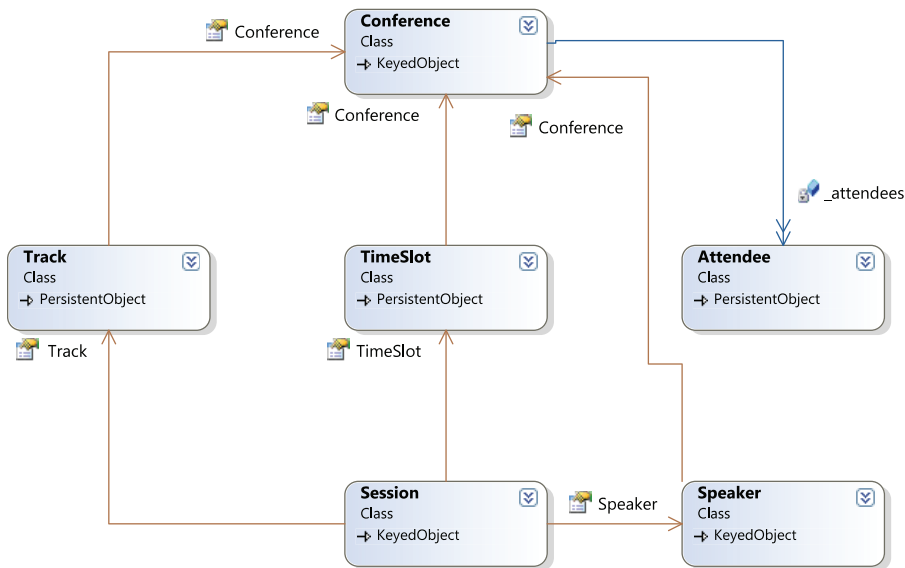 Conference
Class
KeyedObject
Conference
Conference
Conference
_attendees
Track
Class
PersistentObject
TimeSlot
Class
PersistentObject
Attendee
Class
PersistentObject
Track
TimeSlot
Session
Class
KeyedObject
Speaker
Speaker
Class
KeyedObject